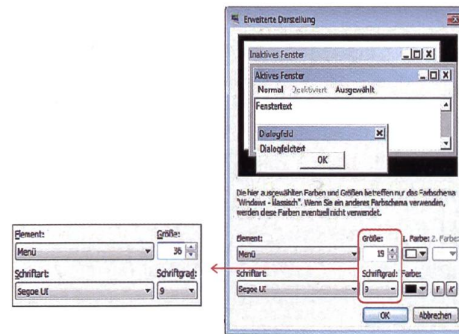 Erweiterte Darstellung
Inaktives Fenster
Aktives Fenster
Normal Deaktiviert Ausgewählt
Fenstertext
Dialogfeld
Dialogfeldtext
OK
Die hier ausgewählten Farben und Größen betreffen nur das Farbschema
"Windows - klassisch". Wenn Sie ein anderes Farbschema verwenden,
werden diese Farben eventuell nicht verwendet.
Element: Größe: 1. Farbe: 2. Farbe:
Menü 19
Schriftart: Schriftgrad: Farbe:
Segoe UI 9 F K
OK Abbrechen
Element: Größe:
Menü 36
Schriftart: Schriftgrad:
Segoe UI 9